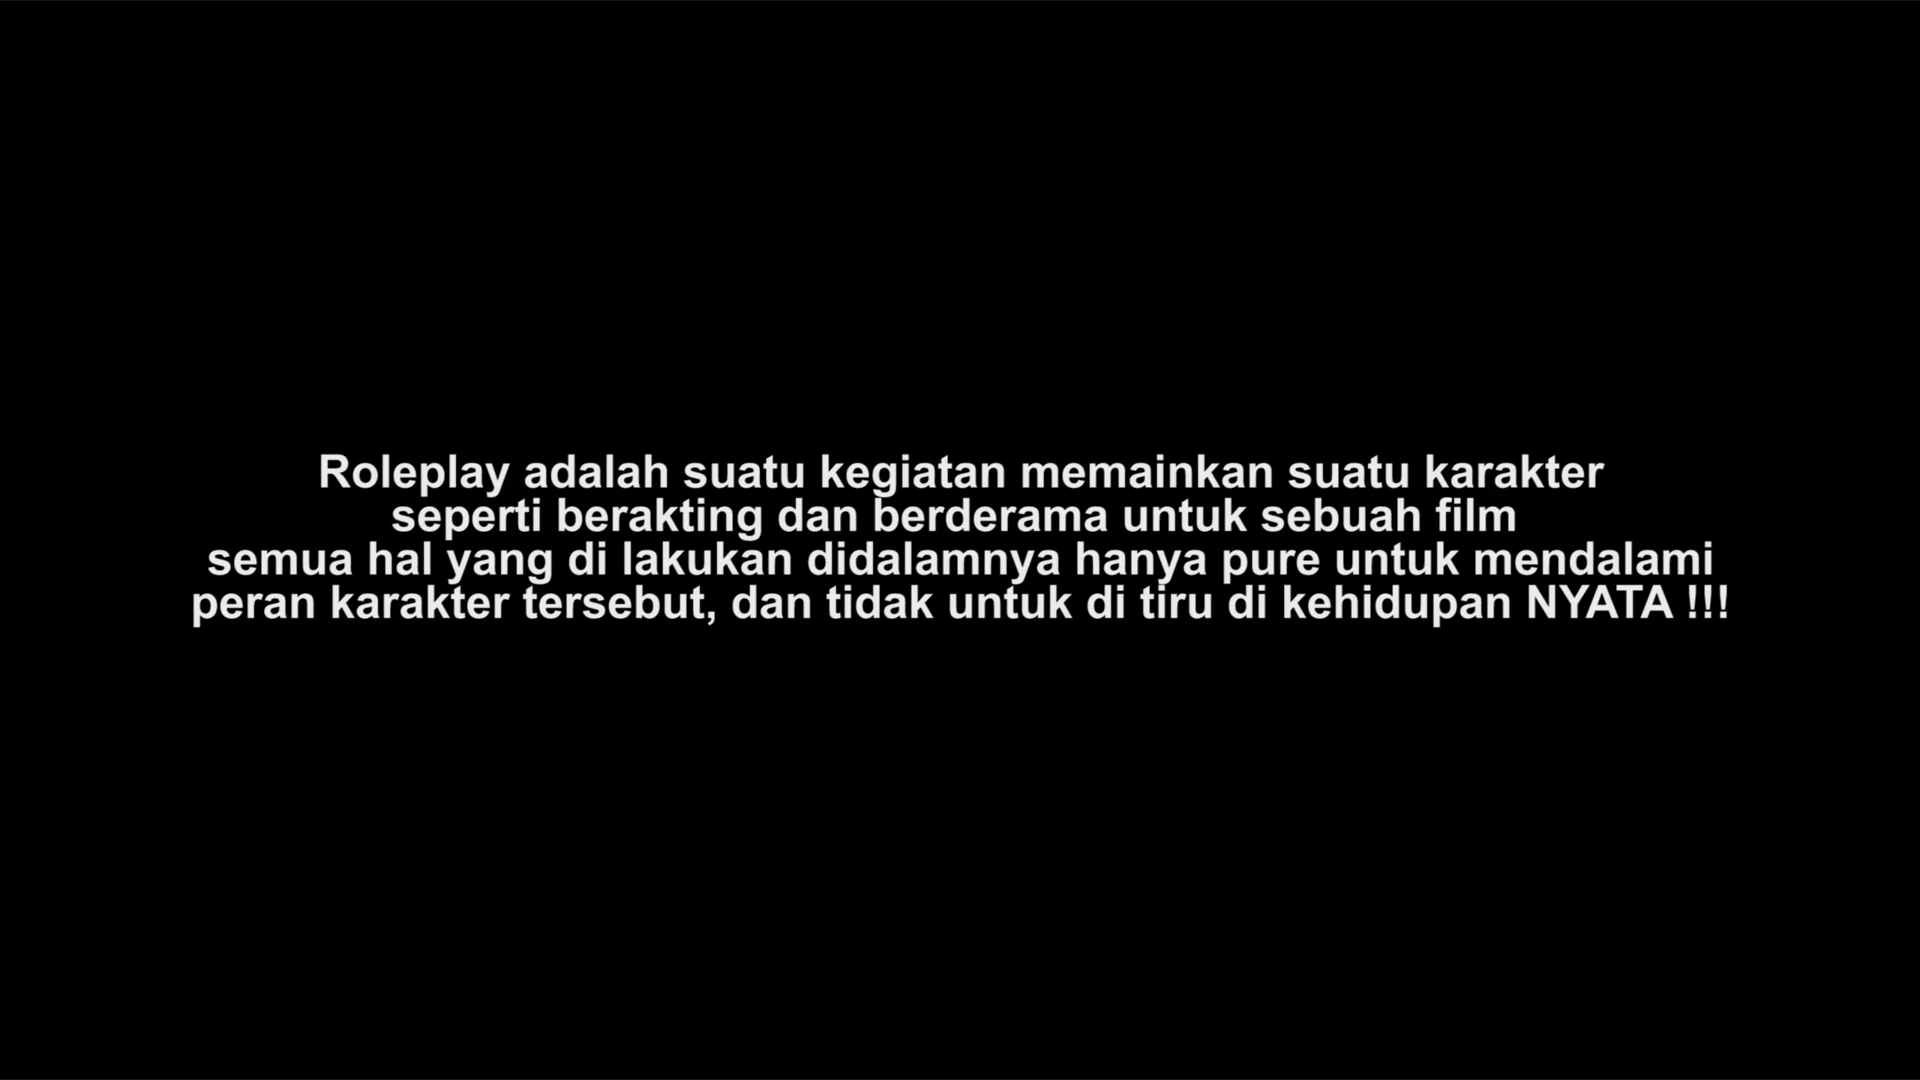 Roleplay adalah suatu kegiatan memainkan suatu karakter
seperti berakting dan berderama untuk sebuah film
semua hal yang di lakukan didalamnya hanya pure untuk mendalami
peran karakter tersebut, dan tidak untuk di tiru di kehidupan NYATA !!!